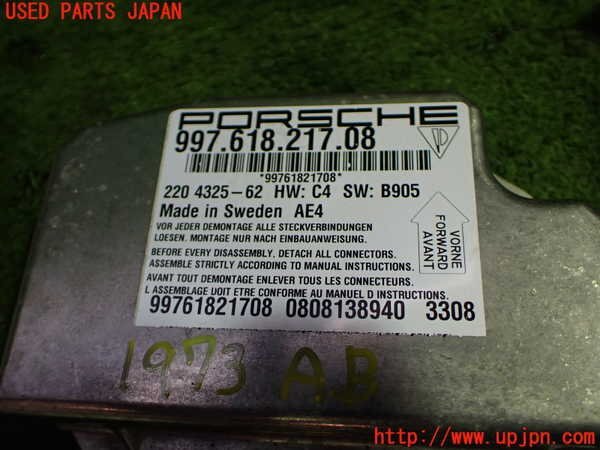 USED PARTS JAPAN
PORSCHE
997.618.217.08
*99761821708*
220 4325-62 HW: C4 SW: B905
Made in Sweden AE4
VOR JEDER DEMONTAGE ALLE STECKVERBINDUNGEN
LOESEN. MONTAGE NUR NACH EINBAUANWEISUNG.
BEFORE EVERY DISASSEMBLY, DETACH ALL CONNECTORS.
ASSEMBLE STRICTLY ACCORDING TO MANUAL INSTRUCTIONS.
AVANT TOUT DEMONTAGE ENLEVER TOUS LES CONNECTEURS.
L ASSEMBLAGE DOIT ETRE CONFORME AU MANUEL D INSTRUCTIONS
VORNE
FORWARD
AVANT
99761821708 0808138940 3308
1973 AB
http://www.upjpn.com/